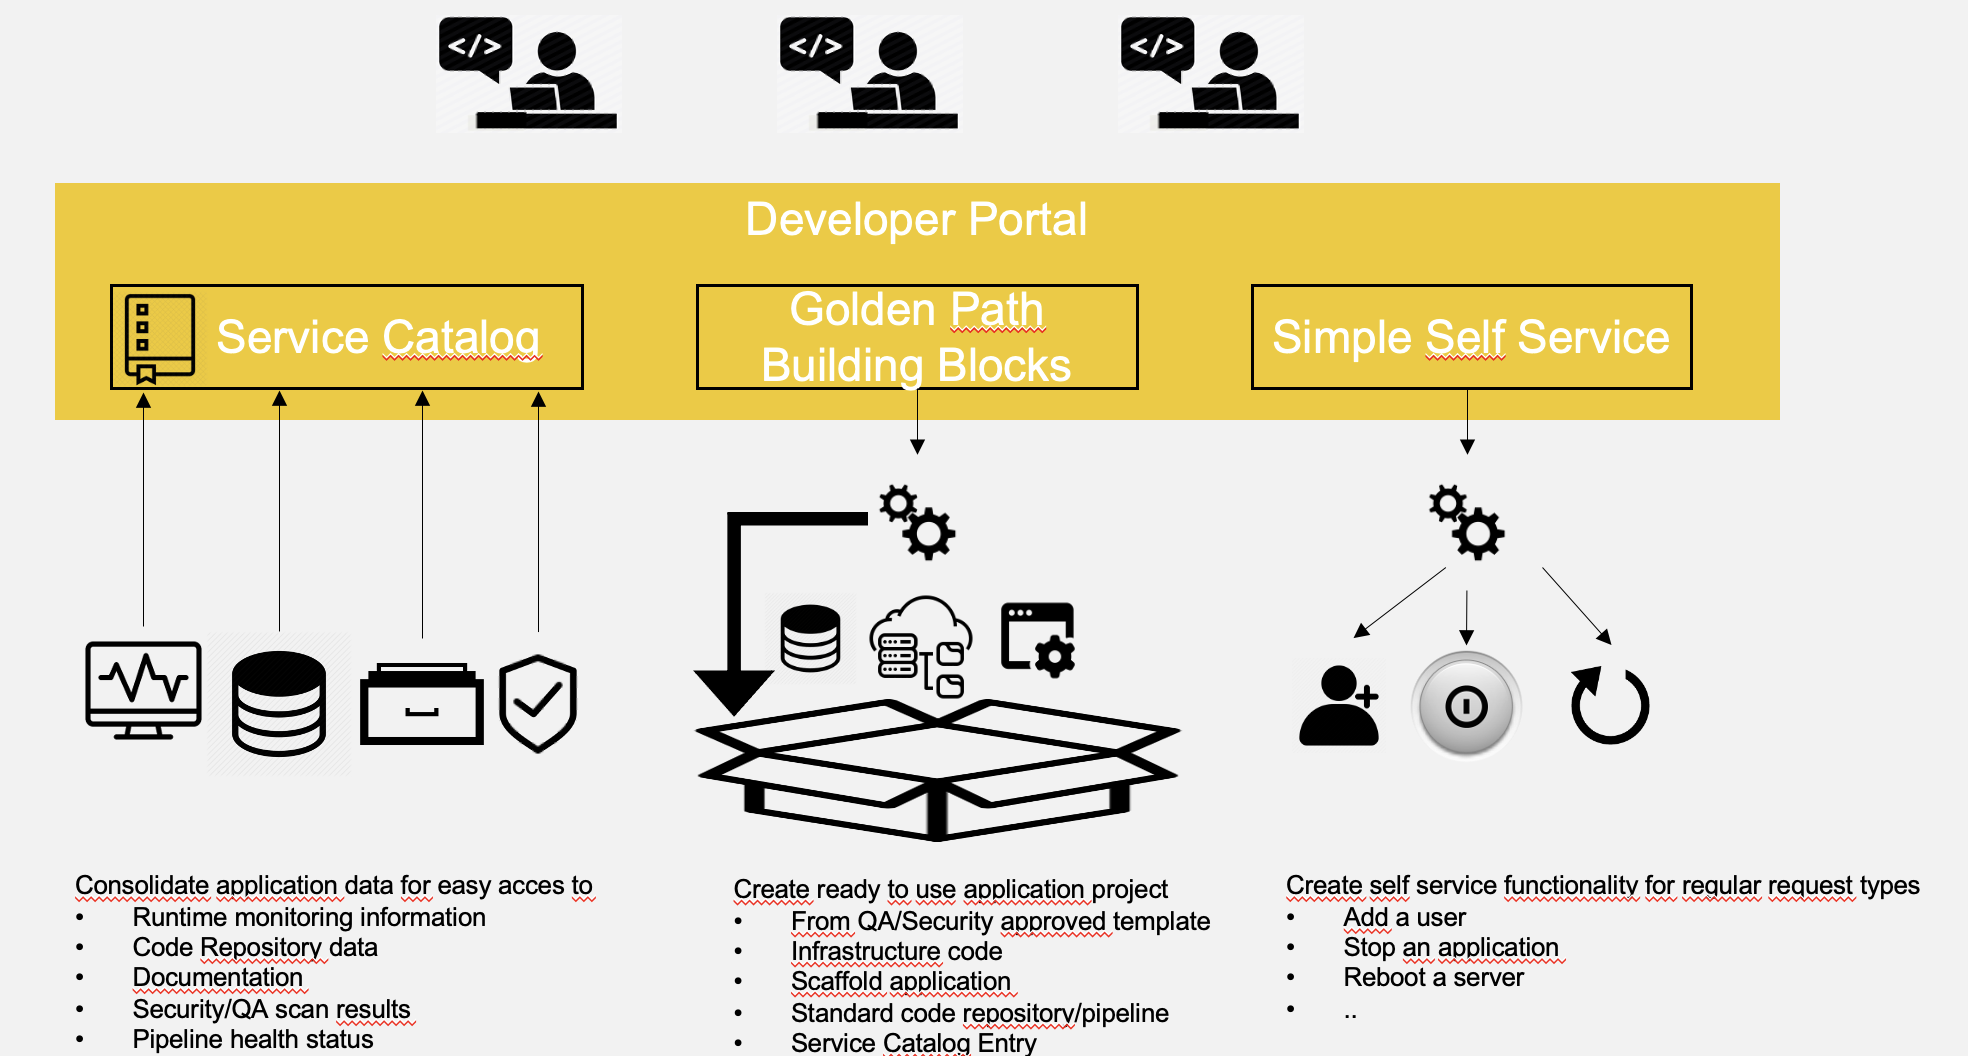 </>
</>
</>
Developer Portal
Service Catalog
Golden Path
Building Blocks
Simple Self Service
Consolidate application data for easy acces to
• Runtime monitoring information
• Code Repository data
• Documentation
• Security/QA scan results
• Pipeline health status
Create ready to use application project
• From QA/Security approved template
• Infrastructure code
• Scaffold application
• Standard code repository/pipeline
• Service Catalog Entry
Create self service functionality for regular request types
• Add a user
• Stop an application
• Reboot a server
• ..